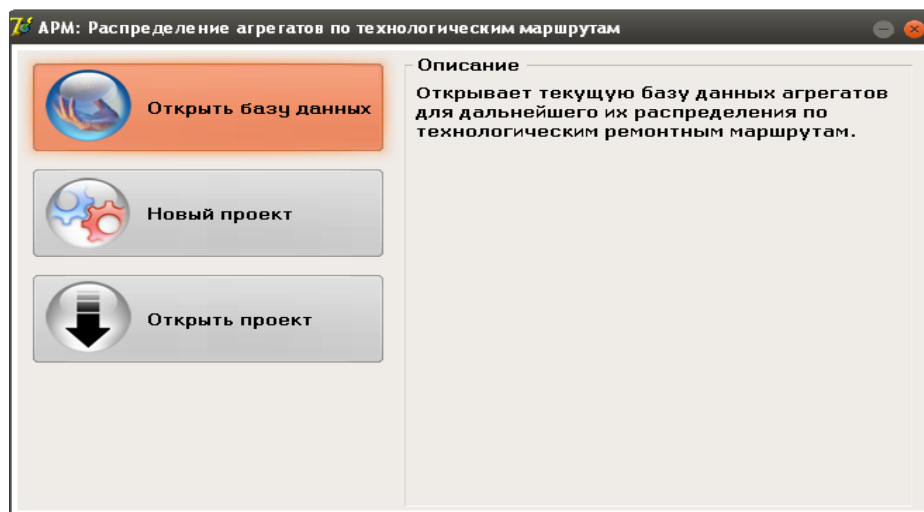 АРМ: Распределение агрегатов по технологическим маршрутам
Открыть базу данных
Новый проект
Открыть проект
Описание
Открывает текущую базу данных агрегатов
для дальнейшего их распределения по
технологическим ремонтным маршрутам.